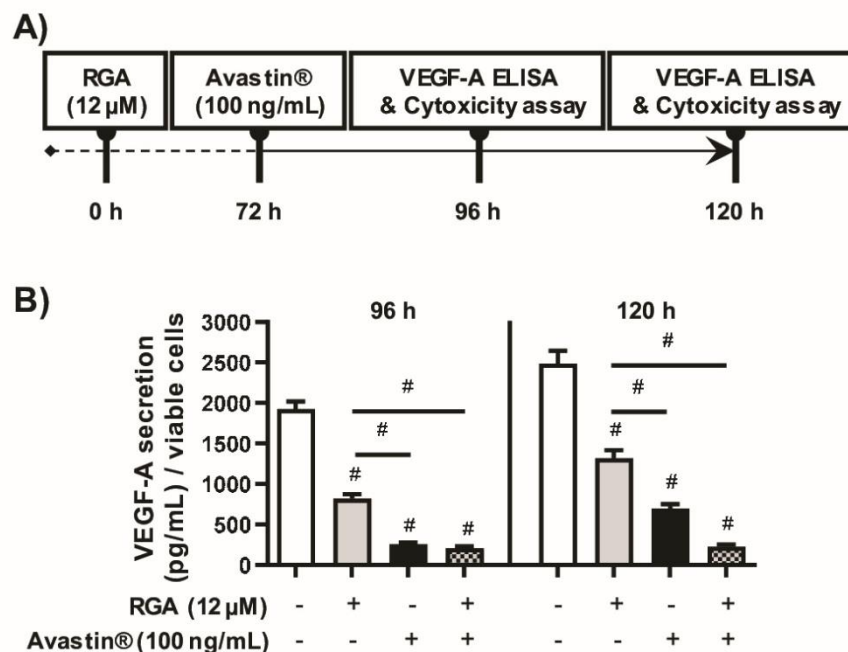 A)
RGA
(12 µM)
Avastin®
(100 ng/mL)
VEGF-A ELISA
& Cytoxicity assay
VEGF-A ELISA
& Cytoxicity assay
0 h
72 h
96 h
120 h
B)
VEGF-A secretion
(pg/mL) / viable cells
3000
2500
2000
1500
1000
500
0
96 h
#
#
#
#
#
120 h
#
#
#
#
#
RGA (12 µM) - + - + - + - +
Avastin® (100 ng/mL) - - + + - - + +